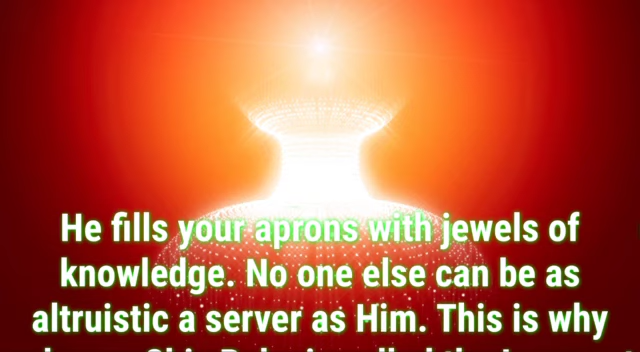 He fills your aprons with jewels of
knowledge. No one else can be as
altruistic a server as Him. This is why